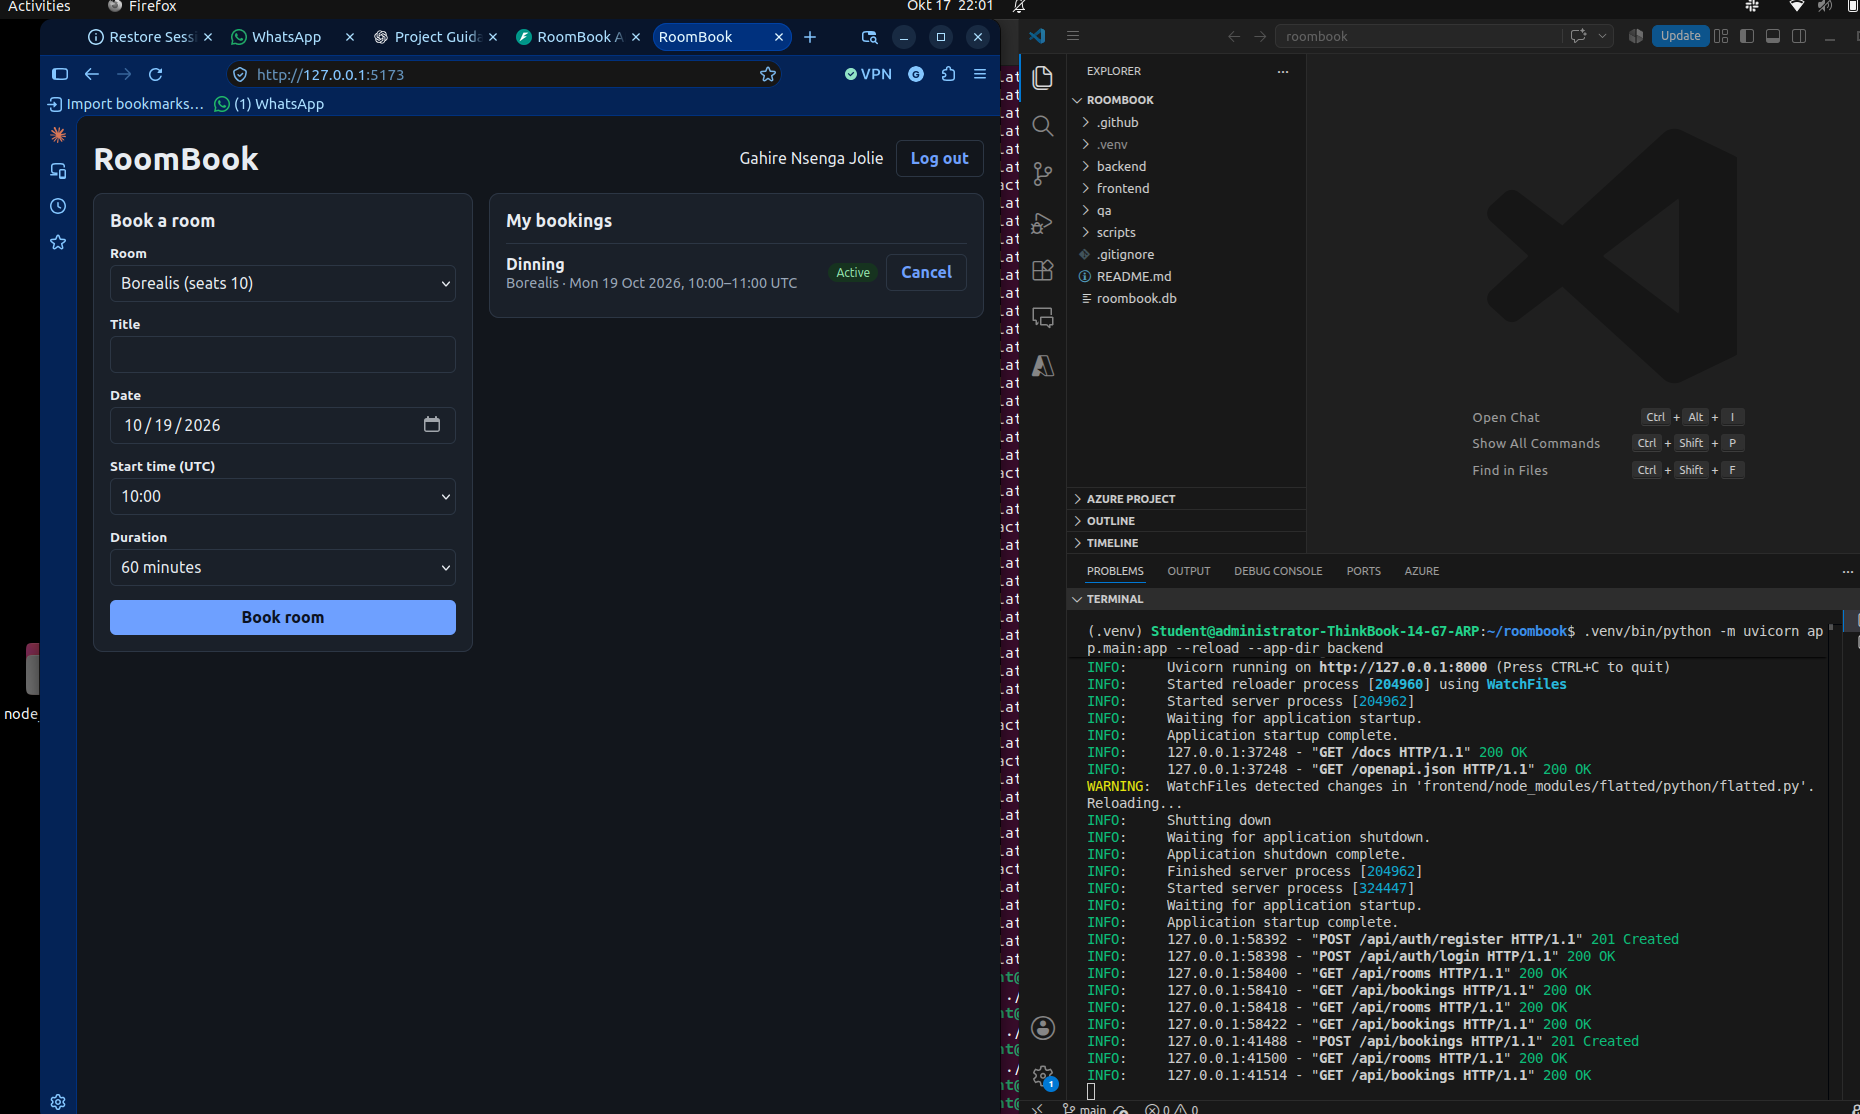 Activities
Firefox
Okt 17 22:01
Restore Sess
WhatsApp
Project Guida
RoomBook A
RoomBook
http://127.0.0.1:5173
VPN
Import bookmarks...
(1) WhatsApp
RoomBook
Gahire Nsenga Jolie
Log out
Book a room
Room
Borealis (seats 10)
Title
Date
10/19/2026
Start time (UTC)
10:00
Duration
60 minutes
Book room
My bookings
Dinning
Borealis · Mon 19 Oct 2026, 10:00–11:00 UTC
Active
Cancel
node
roombook
Update
EXPLORER
ROOMBOOK
.github
.venv
backend
frontend
qa
scripts
.gitignore
README.md
roombook.db
Open Chat Ctrl + Alt + I
Show All Commands Ctrl + Shift + P
Find in Files Ctrl + Shift + F
AZURE PROJECT
OUTLINE
TIMELINE
PROBLEMS OUTPUT DEBUG CONSOLE PORTS AZURE
TERMINAL
(.venv) Student@administrator-ThinkBook-14-G7-ARP:~/roombook$ .venv/bin/python -m uvicorn ap
p.main:app --reload --app-dir backend
INFO: Uvicorn running on http://127.0.0.1:8000 (Press CTRL+C to quit)
INFO: Started reloader process [204960] using WatchFiles
INFO: Started server process [204962]
INFO: Waiting for application startup.
INFO: Application startup complete.
INFO: 127.0.0.1:37248 - "GET /docs HTTP/1.1" 200 OK
INFO: 127.0.0.1:37248 - "GET /openapi.json HTTP/1.1" 200 OK
WARNING: WatchFiles detected changes in 'frontend/node_modules/flatted/python/flatted.py'.
Reloading...
INFO: Shutting down
INFO: Waiting for application shutdown.
INFO: Application shutdown complete.
INFO: Finished server process [204962]
INFO: Started server process [324447]
INFO: Waiting for application startup.
INFO: Application startup complete.
INFO: 127.0.0.1:58392 - "POST /api/auth/register HTTP/1.1" 201 Created
INFO: 127.0.0.1:58398 - "POST /api/auth/login HTTP/1.1" 200 OK
INFO: 127.0.0.1:58400 - "GET /api/rooms HTTP/1.1" 200 OK
INFO: 127.0.0.1:58410 - "GET /api/bookings HTTP/1.1" 200 OK
INFO: 127.0.0.1:58418 - "GET /api/rooms HTTP/1.1" 200 OK
INFO: 127.0.0.1:58422 - "GET /api/bookings HTTP/1.1" 200 OK
INFO: 127.0.0.1:41488 - "POST /api/bookings HTTP/1.1" 201 Created
INFO: 127.0.0.1:41500 - "GET /api/rooms HTTP/1.1" 200 OK
INFO: 127.0.0.1:41514 - "GET /api/bookings HTTP/1.1" 200 OK
1
main 0 0